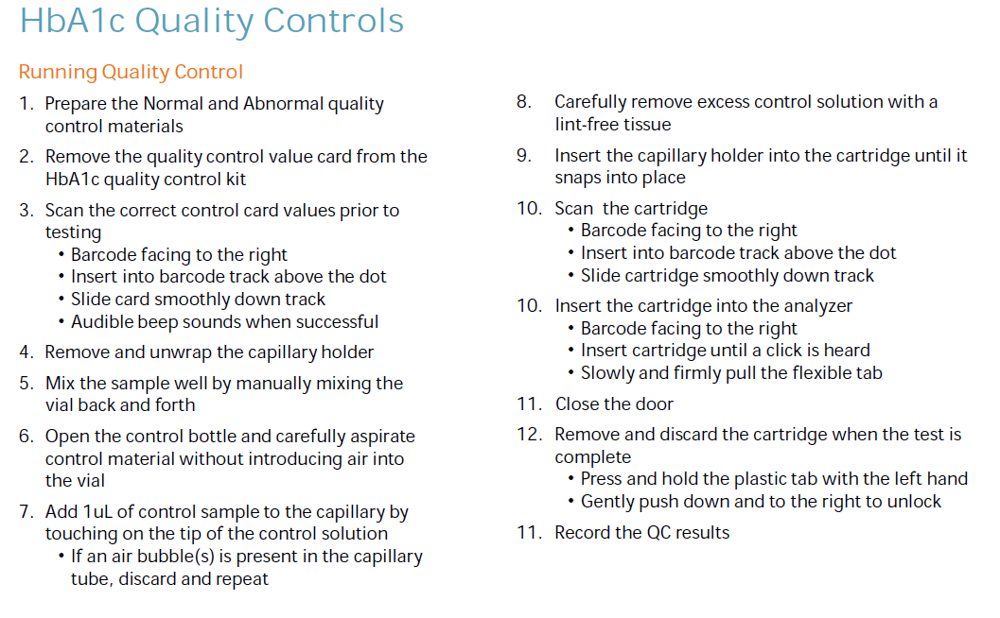 HbA1c Quality Controls
Running Quality Control
1. Prepare the Normal and Abnormal quality
control materials
2. Remove the quality control value card from the
HbA1c quality control kit
3. Scan the correct control card values prior to
testing
• Barcode facing to the right
• Insert into barcode track above the dot
• Slide card smoothly down track
• Audible beep sounds when successful
4. Remove and unwrap the capillary holder
5. Mix the sample well by manually mixing the
vial back and forth
6. Open the control bottle and carefully aspirate
control material without introducing air into
the vial
7. Add 1uL of control sample to the capillary by
touching on the tip of the control solution
• If an air bubble(s) is present in the capillary
tube, discard and repeat
8. Carefully remove excess control solution with a
lint-free tissue
9. Insert the capillary holder into the cartridge until it
snaps into place
10. Scan the cartridge
• Barcode facing to the right
• Insert into barcode track above the dot
• Slide cartridge smoothly down track
10. Insert the cartridge into the analyzer
• Barcode facing to the right
• Insert cartridge until a click is heard
• Slowly and firmly pull the flexible tab
11. Close the door
12. Remove and discard the cartridge when the test is
complete
• Press and hold the plastic tab with the left hand
• Gently push down and to the right to unlock
11. Record the QC results